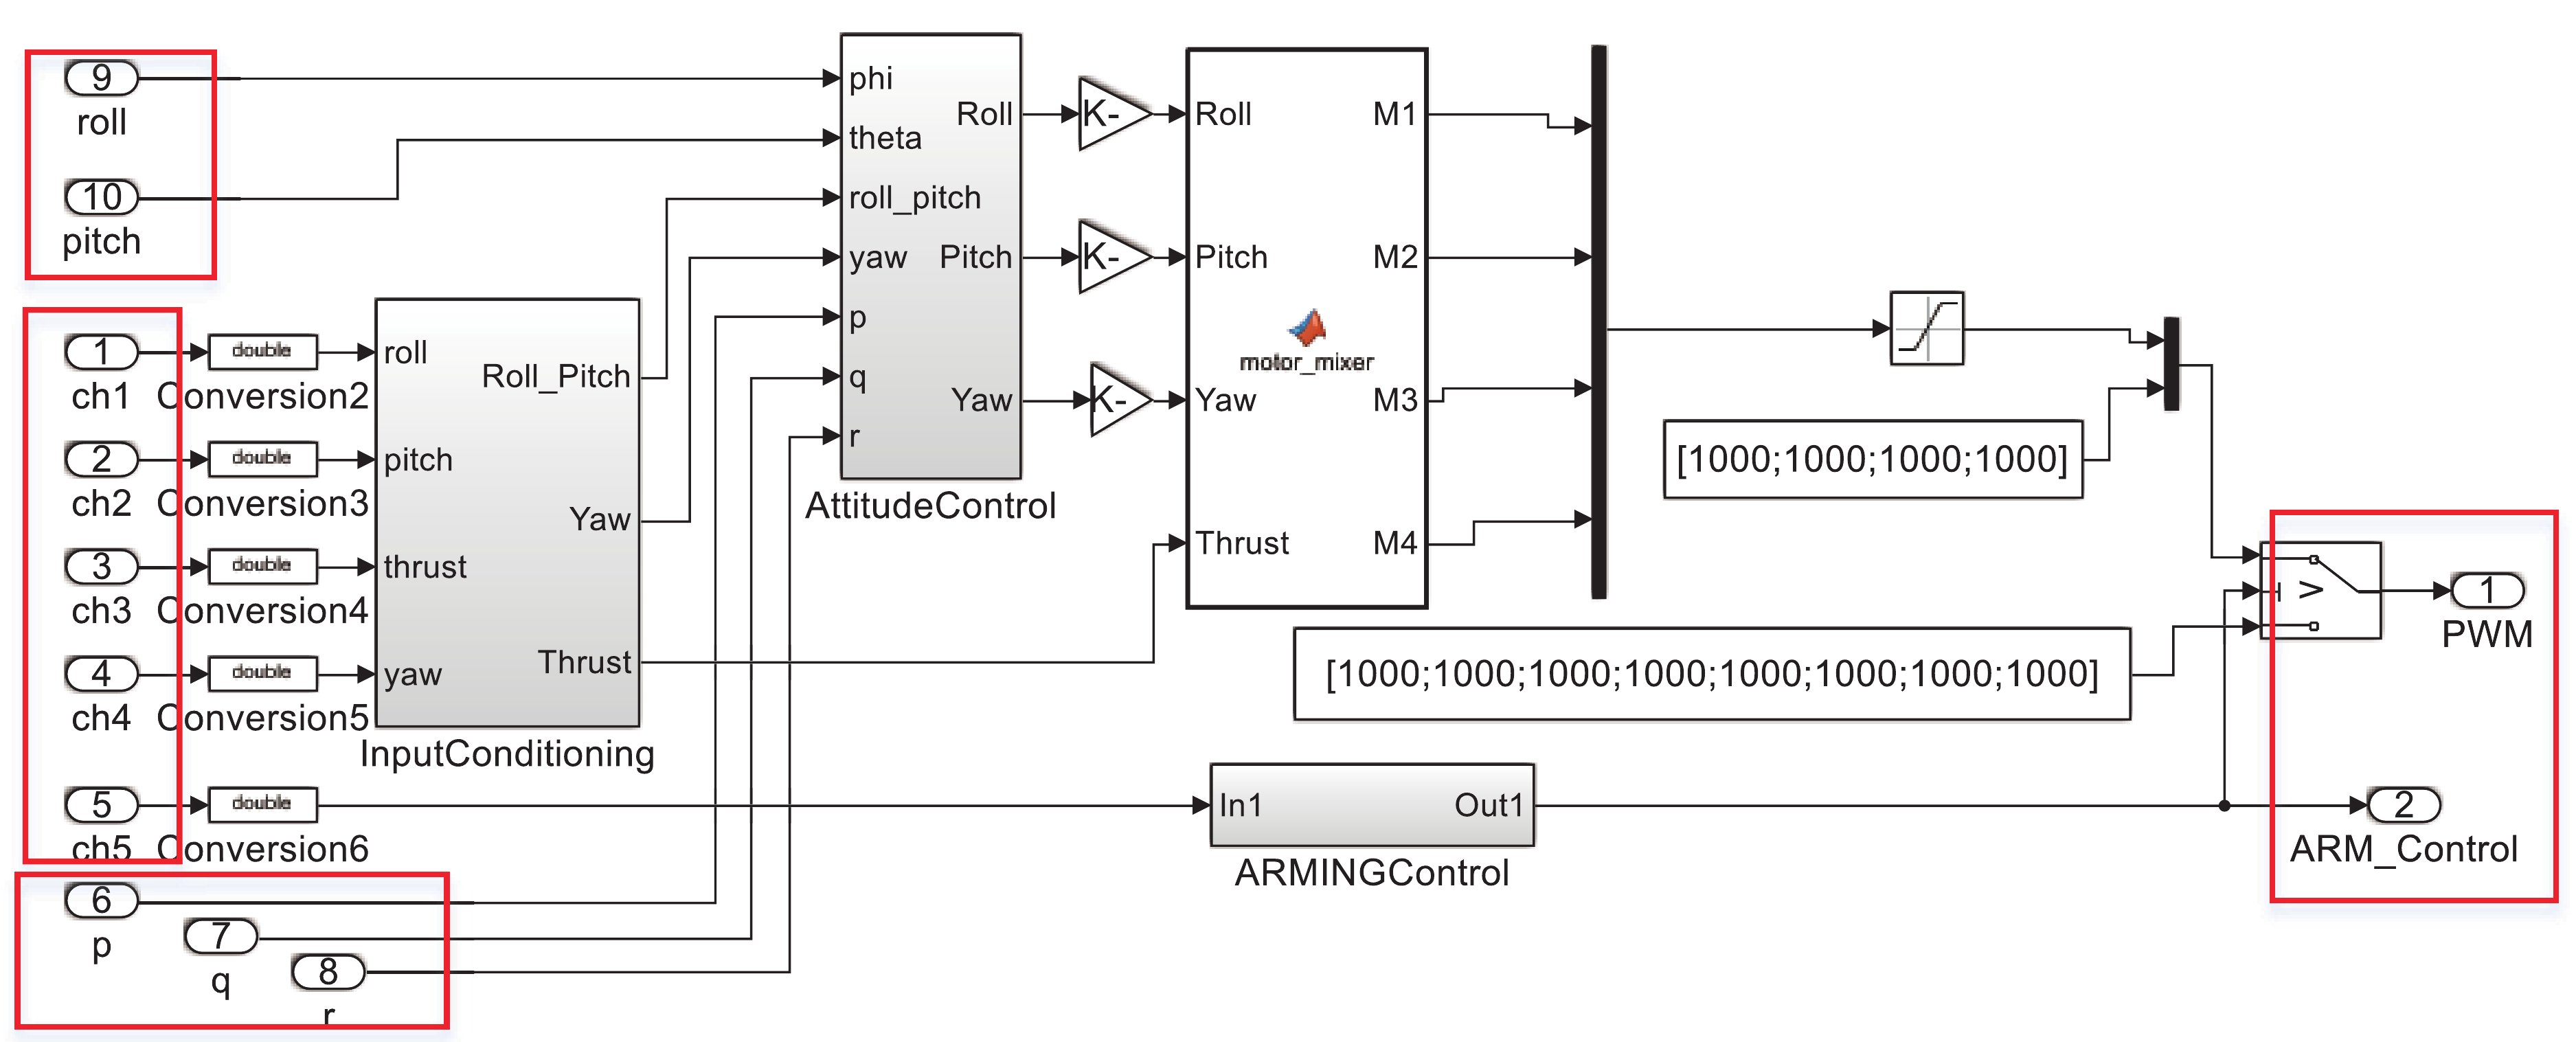 9
roll
10
pitch
1
ch1
2
ch2
3
ch3
4
ch4
5
ch5
6
p
7
q
8
r
double
Conversion2
double
Conversion3
double
Conversion4
double
Conversion5
double
Conversion6
roll
pitch
thrust
yaw
Roll_Pitch
Yaw
Thrust
InputConditioning
phi
theta
roll_pitch
yaw
p
q
r
Roll
Pitch
Yaw
AttitudeControl
K-
K-
K-
Roll
Pitch
Yaw
Thrust
motor_mixer
M1
M2
M3
M4
[1000;1000;1000;1000]
[1000;1000;1000;1000;1000;1000;1000;1000]
In1
Out1
ARMINGControl
>
1
PWM
2
ARM_Control